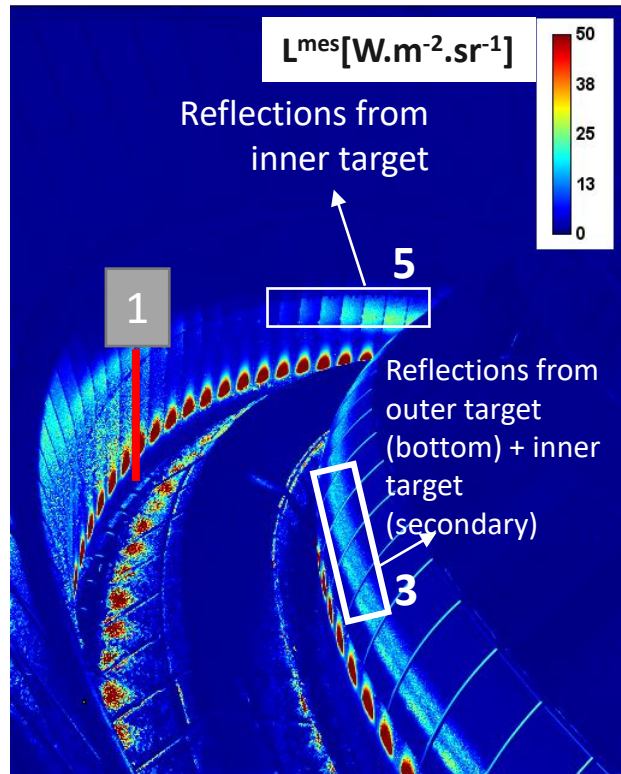 L^mes[W.m^-2.sr^-1]
50
38
25
13
0
Reflections from
inner target
5
1
Reflections from
outer target
(bottom) + inner
target
(secondary)
3